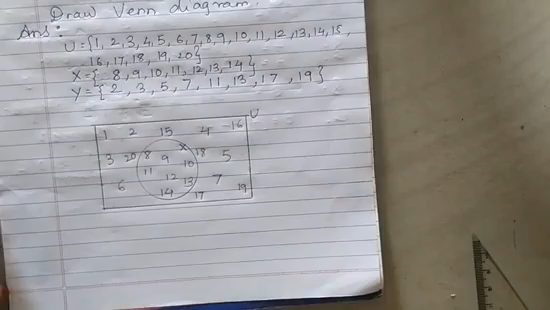 Draw Venn diagram.
Ans:
U={1, 2, 3, 4, 5, 6, 7, 8, 9, 10, 11, 12, 13, 14, 15,
16, 17, 18, 19, 20}
X={ 8, 9, 10, 11, 12, 13, 14}
Y={ 2, 3, 5, 7, 11, 13, 17, 19}
U
1 2 15 4 16
3 20 8 9 X 10 18 5
11 12 13
6 14 17 7 19